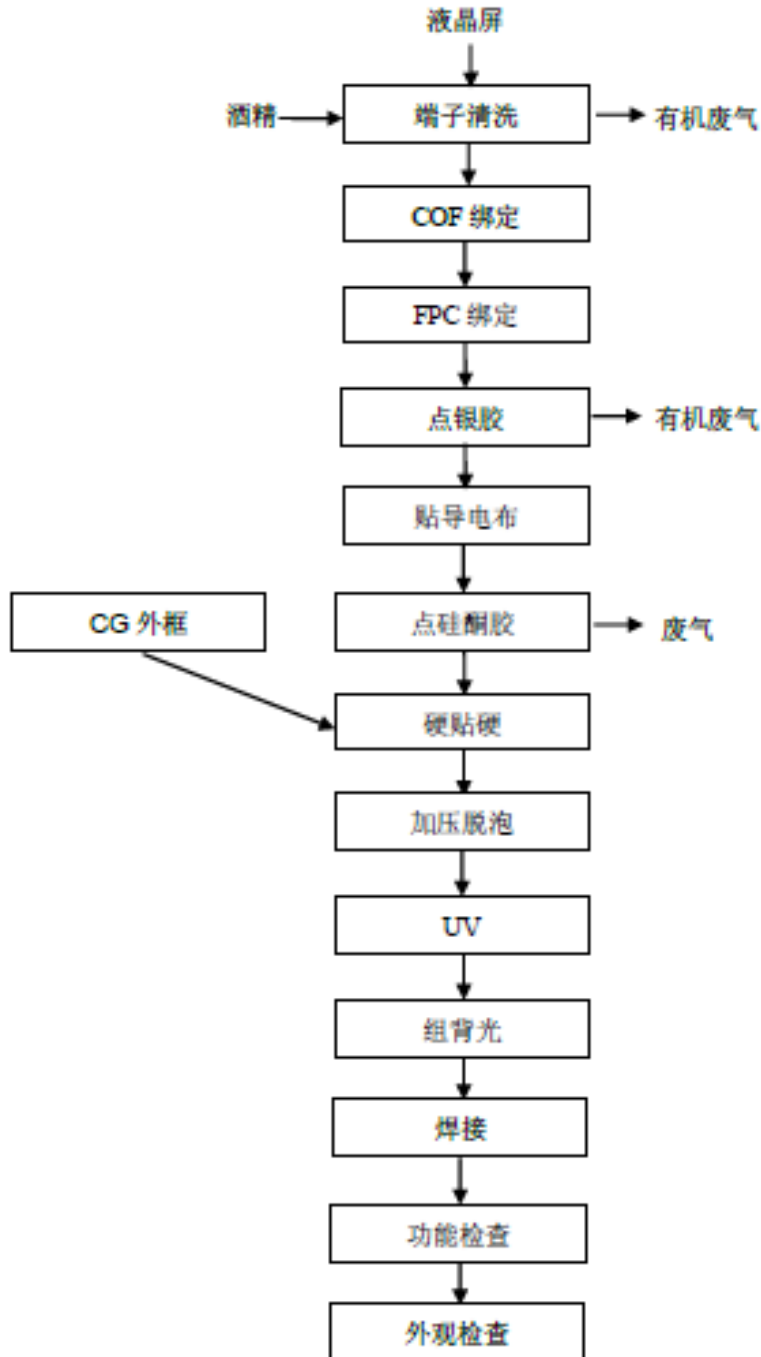 液晶屏
酒精
端子清洗
有机废气
COF 绑定
FPC 绑定
点银胶
有机废气
贴导电布
CG 外框
点硅酮胶
废气
硬贴硬
加压脱泡
UV
组背光
焊接
功能检查
外观检查